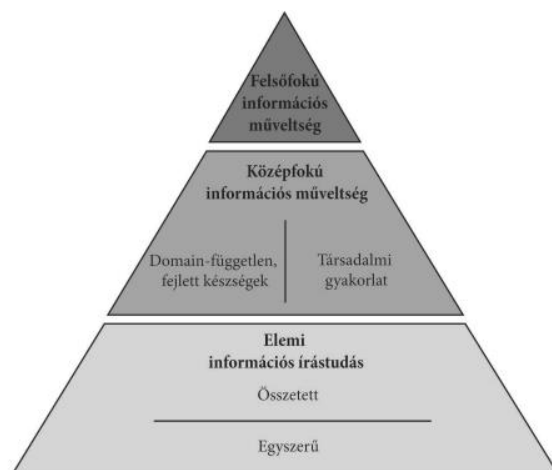 Felsőfokú
információs
műveltség
Középfokú
információs műveltség
Domain-független,
fejlett készségek
Társadalmi
gyakorlat
Elemi
információs írástudás
Összetett
Egyszerű